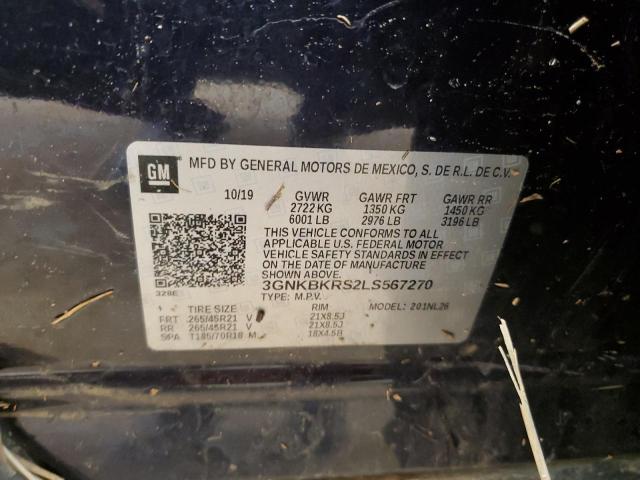 GM MFD BY GENERAL MOTORS DE MEXICO, S. DE R.L. DE C.V.
10/19 GVWR GAWR FRT GAWR RR
2722 KG 1350 KG 1450 KG
6001 LB 2976 LB 3196 LB
THIS VEHICLE CONFORMS TO ALL
APPLICABLE U.S. FEDERAL MOTOR
VEHICLE SAFETY STANDARDS IN EFFECT
ON THE DATE OF MANUFACTURE
SHOWN ABOVE.
3GNKBKRS2LS567270
328E TYPE: M.P.V.
TIRE SIZE RIM MODEL: 201NL26
FRT 265/45R21 V 21X8.5J
RR 265/45R21 V 21X8.5J
SPA T185/70R18 M 18X4.5B